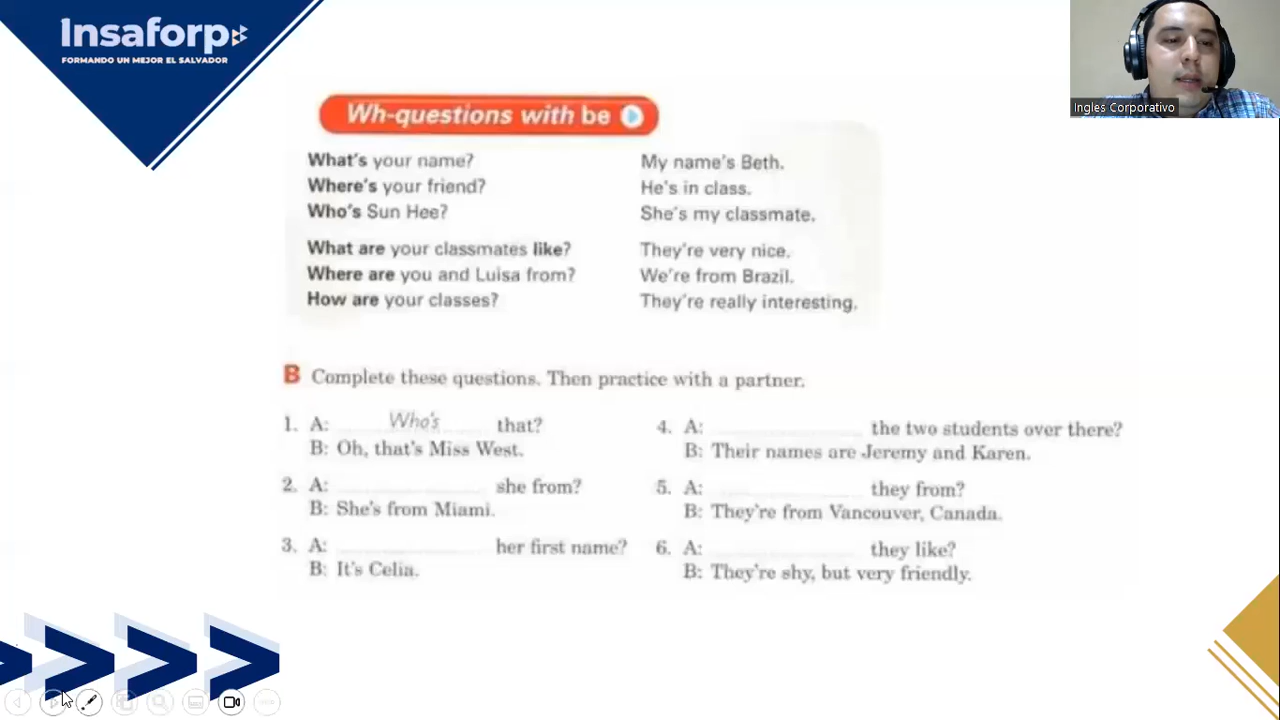 Insaforp
FORMANDO UN MEJOR EL SALVADOR
Ingles Corporativo
Wh-questions with be
What's your name? My name's Beth.
Where's your friend? He's in class.
Who's Sun Hee? She's my classmate.
What are your classmates like? They're very nice.
Where are you and Luisa from? We're from Brazil.
How are your classes? They're really interesting.
B Complete these questions. Then practice with a partner.
1. A: Who's that?
B: Oh, that's Miss West.
2. A: she from?
B: She's from Miami.
3. A: her first name?
B: It's Celia.
4. A: the two students over there?
B: Their names are Jeremy and Karen.
5. A: they from?
B: They're from Vancouver, Canada.
6. A: they like?
B: They're shy, but very friendly.